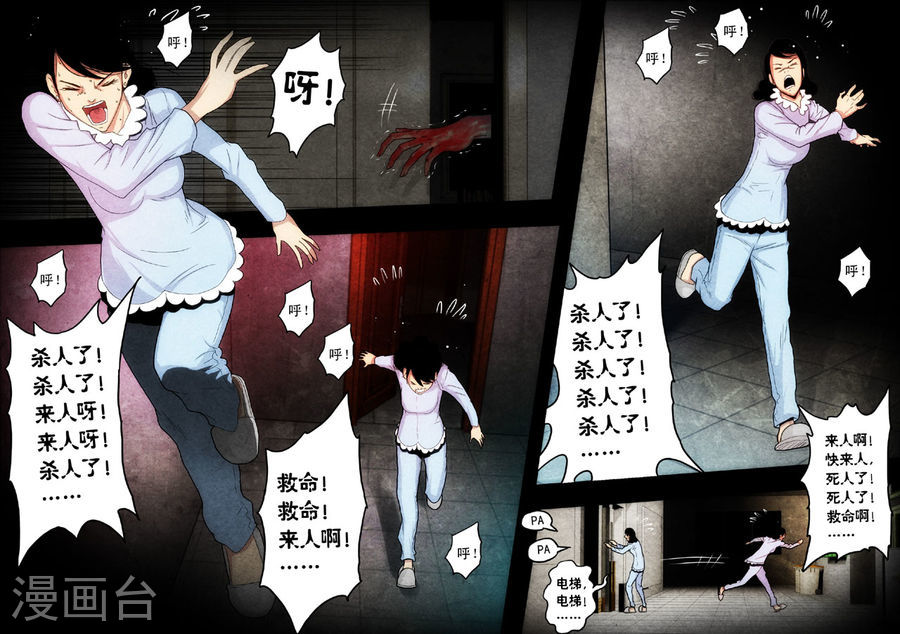 呼！
呀！
杀人了！
杀人了！
来人呀！
来人呀！
杀人了！
……
呼！
呼！
呼！
救命！
救命！
来人啊！
……
呼！
呼！
呼！
呼！
杀人了！
杀人了！
杀人了！
杀人了！
杀人了！
……
PA
PA
电梯，
电梯！
……
来人啊！
快来人，
死人了！
死人了！
救命啊！
……
漫画台